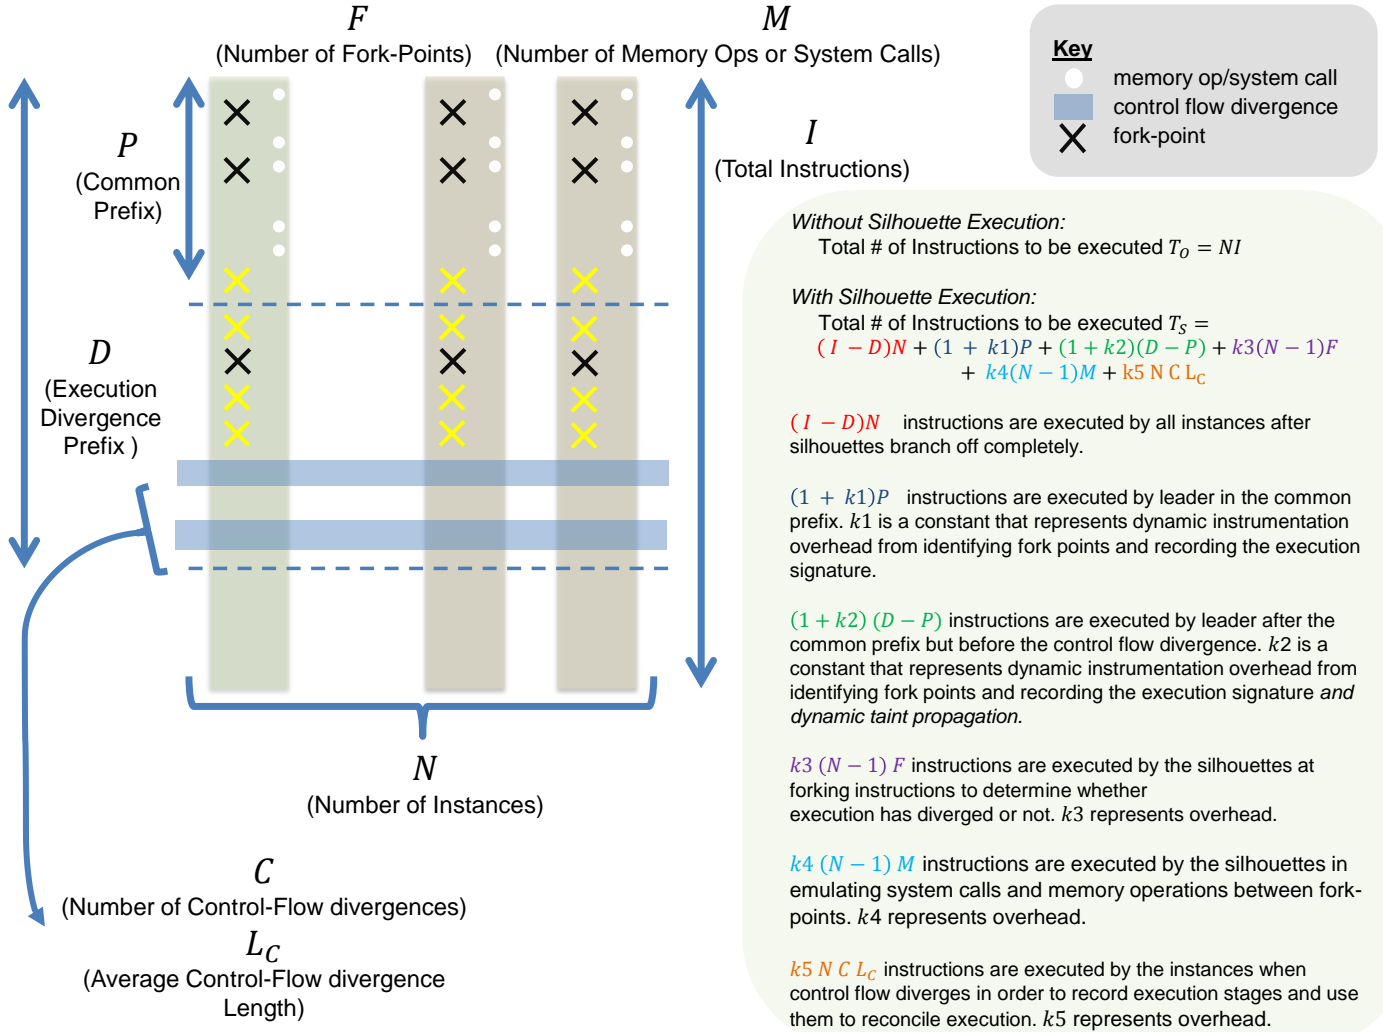 F
(Number of Fork-Points)
M
(Number of Memory Ops or System Calls)
Key
memory op/system call
control flow divergence
fork-point
P
(Common
Prefix)
I
(Total Instructions)
D
(Execution
Divergence
Prefix )
N
(Number of Instances)
C
(Number of Control-Flow divergences)
L_C
(Average Control-Flow divergence
Length)
Without Silhouette Execution:
Total # of Instructions to be executed T_O = NI
With Silhouette Execution:
Total # of Instructions to be executed T_S =
(I − D)N + (1 + k1)P + (1+k2)(D − P) + k3(N − 1)F
+ k4(N − 1)M + k5 N C L_C
(I − D)N instructions are executed by all instances after
silhouettes branch off completely.
(1 + k1)P instructions are executed by leader in the common
prefix. k1 is a constant that represents dynamic instrumentation
overhead from identifying fork points and recording the execution
signature.
(1 + k2) (D − P) instructions are executed by leader after the
common prefix but before the control flow divergence. k2 is a
constant that represents dynamic instrumentation overhead from
identifying fork points and recording the execution signature and
dynamic taint propagation.
k3 (N − 1) F instructions are executed by the silhouettes at
forking instructions to determine whether
execution has diverged or not. k3 represents overhead.
k4 (N − 1) M instructions are executed by the silhouettes in
emulating system calls and memory operations between fork-
points. k4 represents overhead.
k5 N C L_C instructions are executed by the instances when
control flow diverges in order to record execution stages and use
them to reconcile execution. k5 represents overhead.